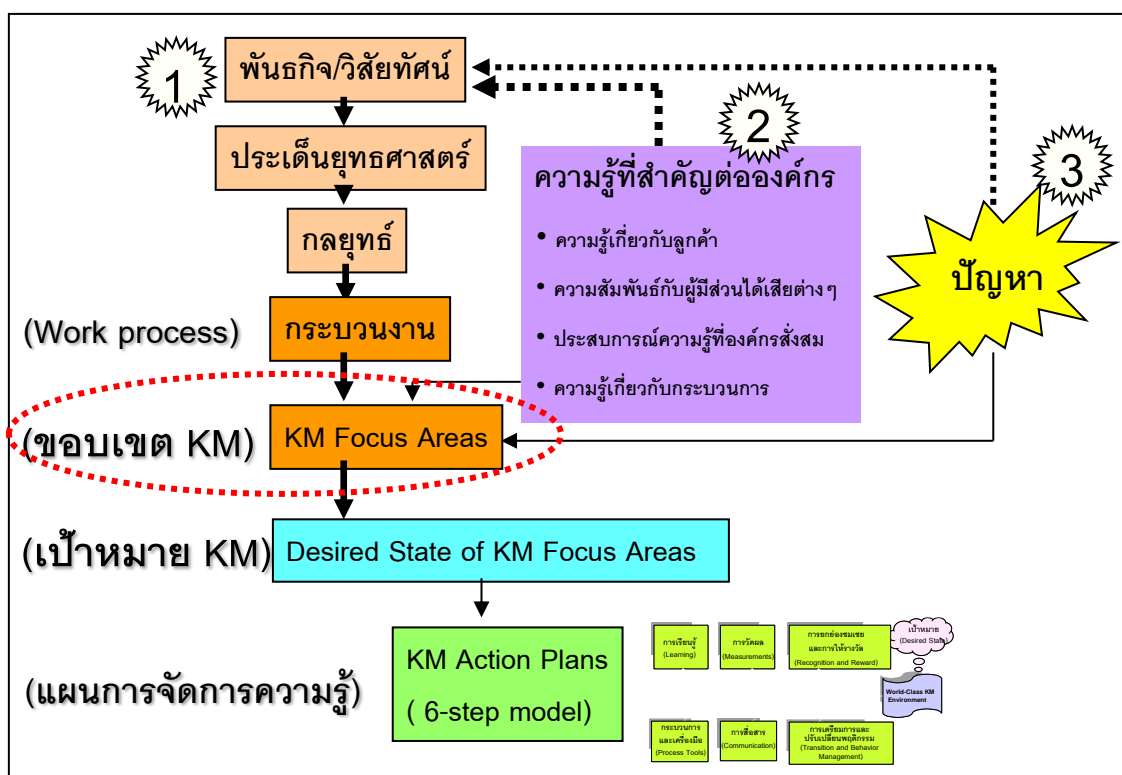 1
พันธกิจ/วิสัยทัศน์
ประเด็นยุทธศาสตร์
กลยุทธ์
(Work process)
กระบวนงาน
2
ความรู้ที่สำคัญต่อองค์กร
• ความรู้เกี่ยวกับลูกค้า
• ความสัมพันธ์กับผู้มีส่วนได้เสียต่างๆ
• ประสบการณ์ความรู้ที่องค์กรสั่งสม
• ความรู้เกี่ยวกับกระบวนการ
3
ปัญหา
(ขอบเขต KM)
KM Focus Areas
(เป้าหมาย KM)
Desired State of KM Focus Areas
(แผนการจัดการความรู้)
KM Action Plans
( 6-step model)
การเรียนรู้
(Learning)
การวัดผล
(Measurements)
การยกย่องชมเชย
และการให้รางวัล
(Recognition and Reward)
เป้าหมาย
(Desired State)
World-Class KM
Environment
กระบวนการ
และเครื่องมือ
(Process Tools)
การสื่อสาร
(Communication)
การเตรียมการและ
ปรับเปลี่ยนพฤติกรรม
(Transition and Behavior
Management)